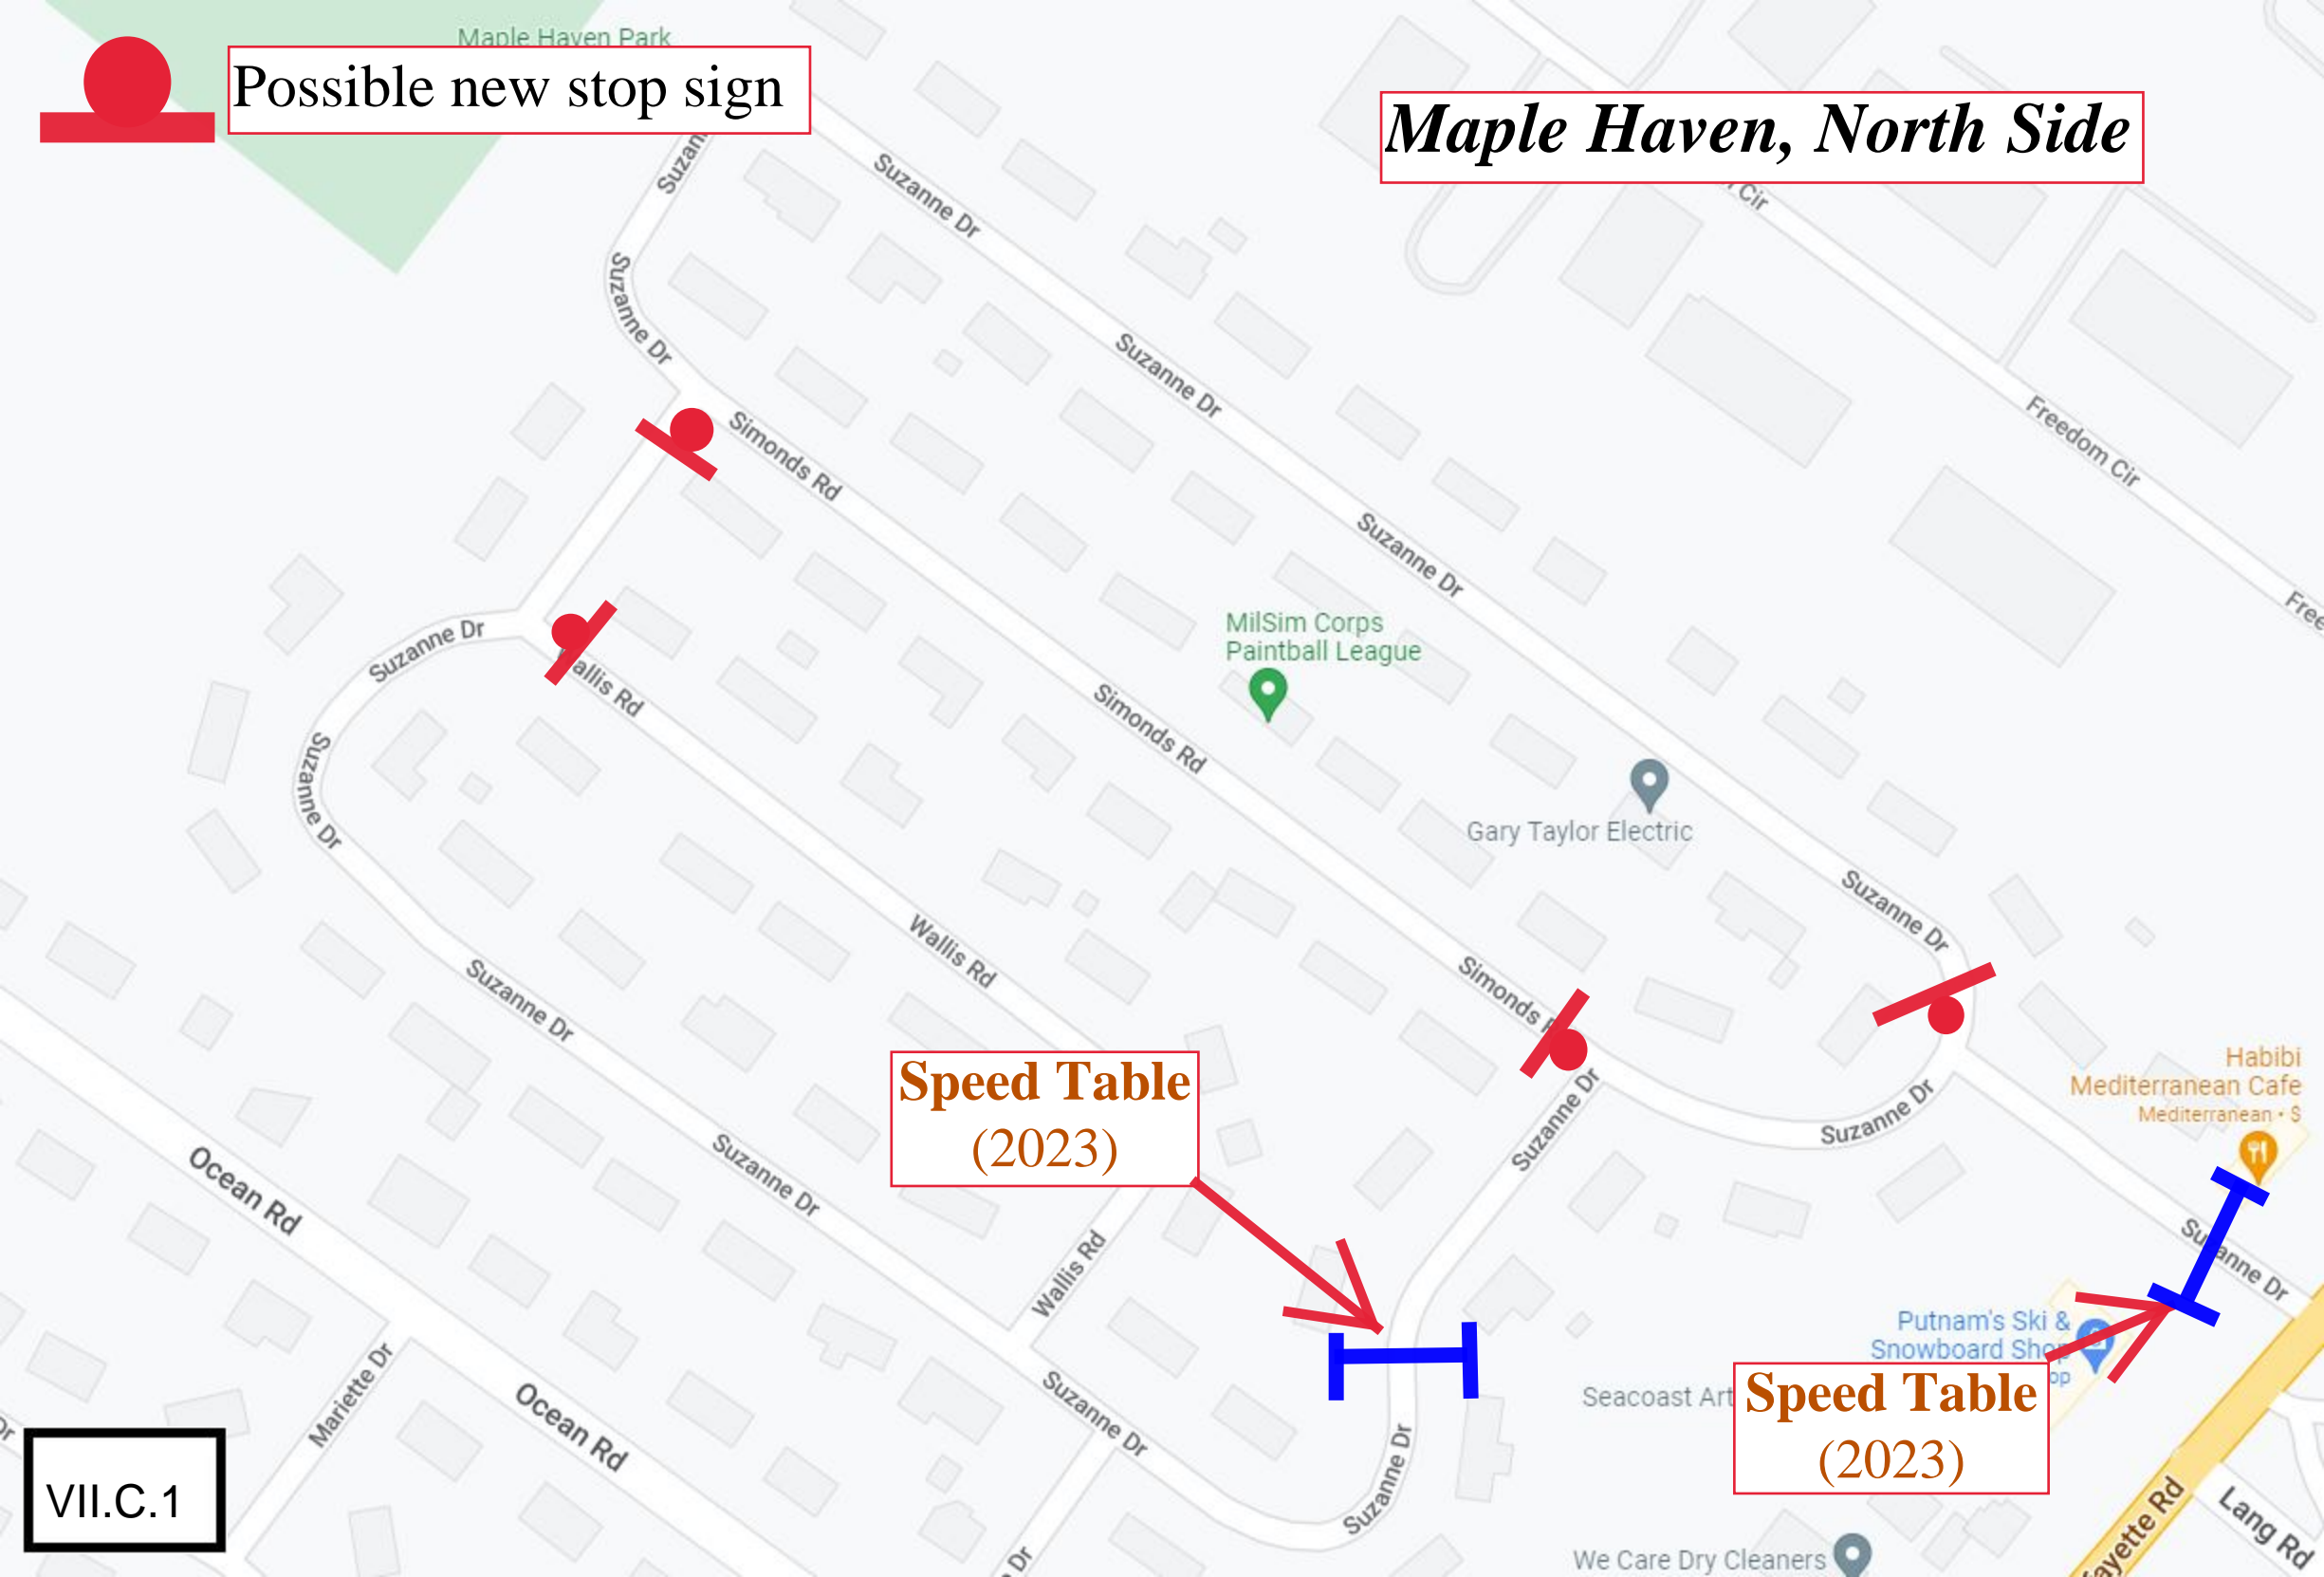 Maple Haven Park
Possible new stop sign
Maple Haven, North Side
Cir
Suzanne Dr
Suzanne Dr
Suzanne Dr
Simonds Rd
Freedom Cir
Suzanne Dr
MilSim Corps
Paintball League
Suzanne Dr
Simonds Rd
Suzanne Dr
Gary Taylor Electric
Suzanne Dr
Wallis Rd
Simonds
Suzanne Dr
Speed Table
(2023)
Suzanne Dr
Suzanne Dr
Habibi
Mediterranean Cafe
Mediterranean • $
Ocean Rd
Suzanne Dr
Wallis Rd
Suzanne Dr
Putnam's Ski &
Snowboard Shop
Mariette Dr
Ocean Rd
Suzanne Dr
Suzanne Dr
Seacoast
Speed Table
(2023)
VII.C.1
Lang Rd
We Care Dry Cleaners
Dr